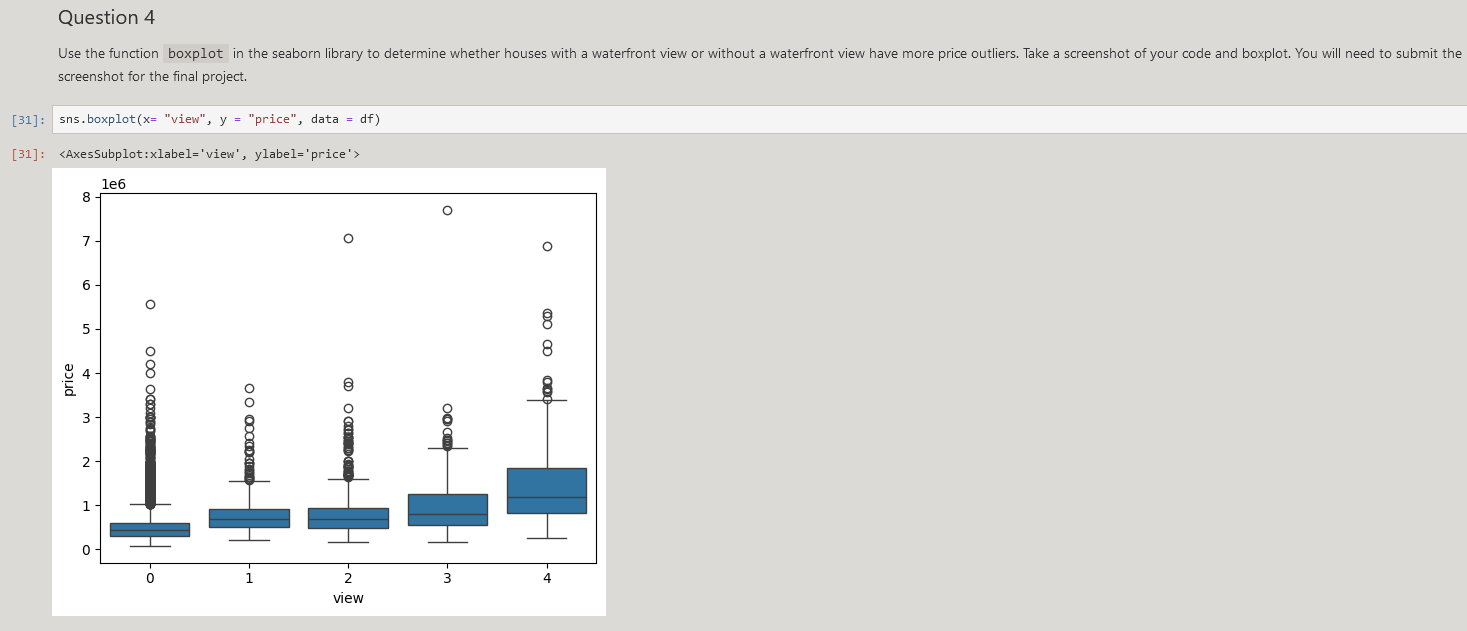 Question 4
Use the function boxplot in the seaborn library to determine whether houses with a waterfront view or without a waterfront view have more price outliers. Take a screenshot of your code and boxplot. You will need to submit the
screenshot for the final project.
[31]: sns.boxplot(x= "view", y = "price", data = df)
[31]: <AxesSubplot:xlabel='view', ylabel='price'>
1e6
8
7
6
5
4
3
2
1
0
price
0 1 2 3 4
view